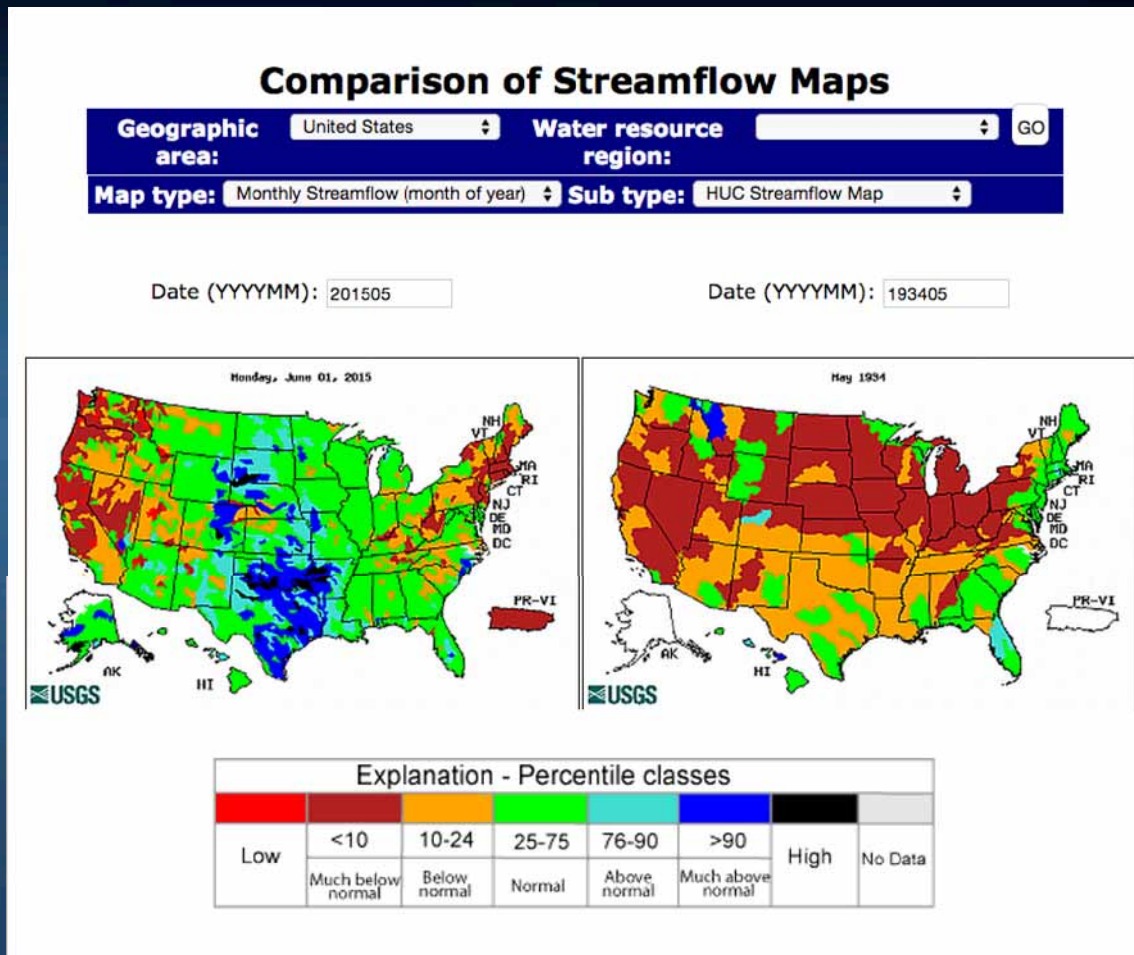 Comparison of Streamflow Maps
Geographic area: United States Water resource region: GO
Map type: Monthly Streamflow (month of year) Sub type: HUC Streamflow Map
Date (YYYYMM): 201505 Date (YYYYMM): 193405
Monday, June 01, 2015
NH
VT
MA
RI
CT
NJ
DE
MD
DC
PR-VI
AK
HI
USGS
May 1934
NH
VT
MA
RI
CT
NJ
DE
MD
DC
PR-VI
AK
HI
USGS
Explanation - Percentile classes
Low <10 10-24 25-75 76-90 >90 High No Data
Much below normal Below normal Normal Above normal Much above normal